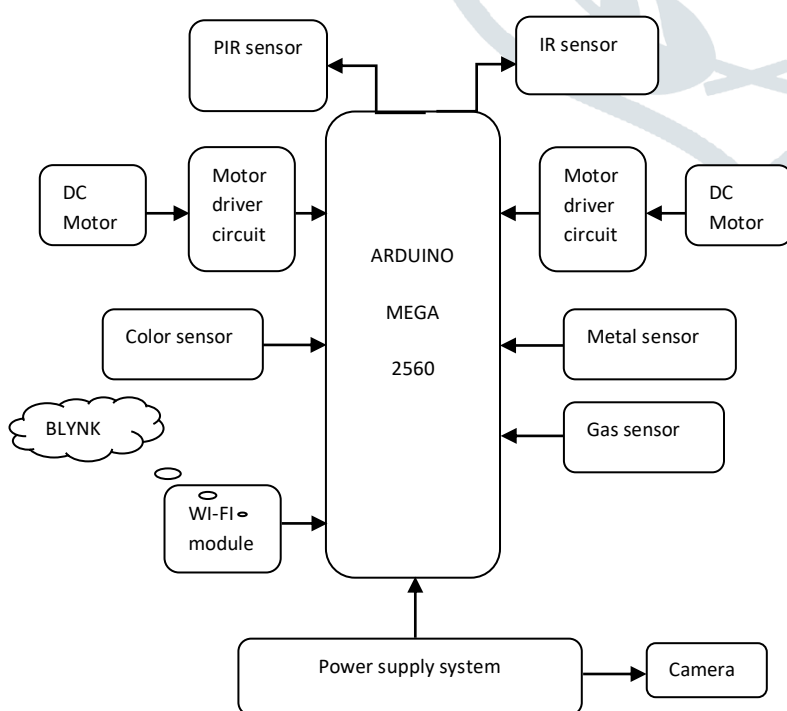 PIR sensor
IR sensor
DC
Motor
Motor
driver
circuit
ARDUINO
MEGA
2560
Motor
driver
circuit
DC
Motor
Color sensor
Metal sensor
BLYNK
Gas sensor
WI-FI
module
Power supply system
Camera